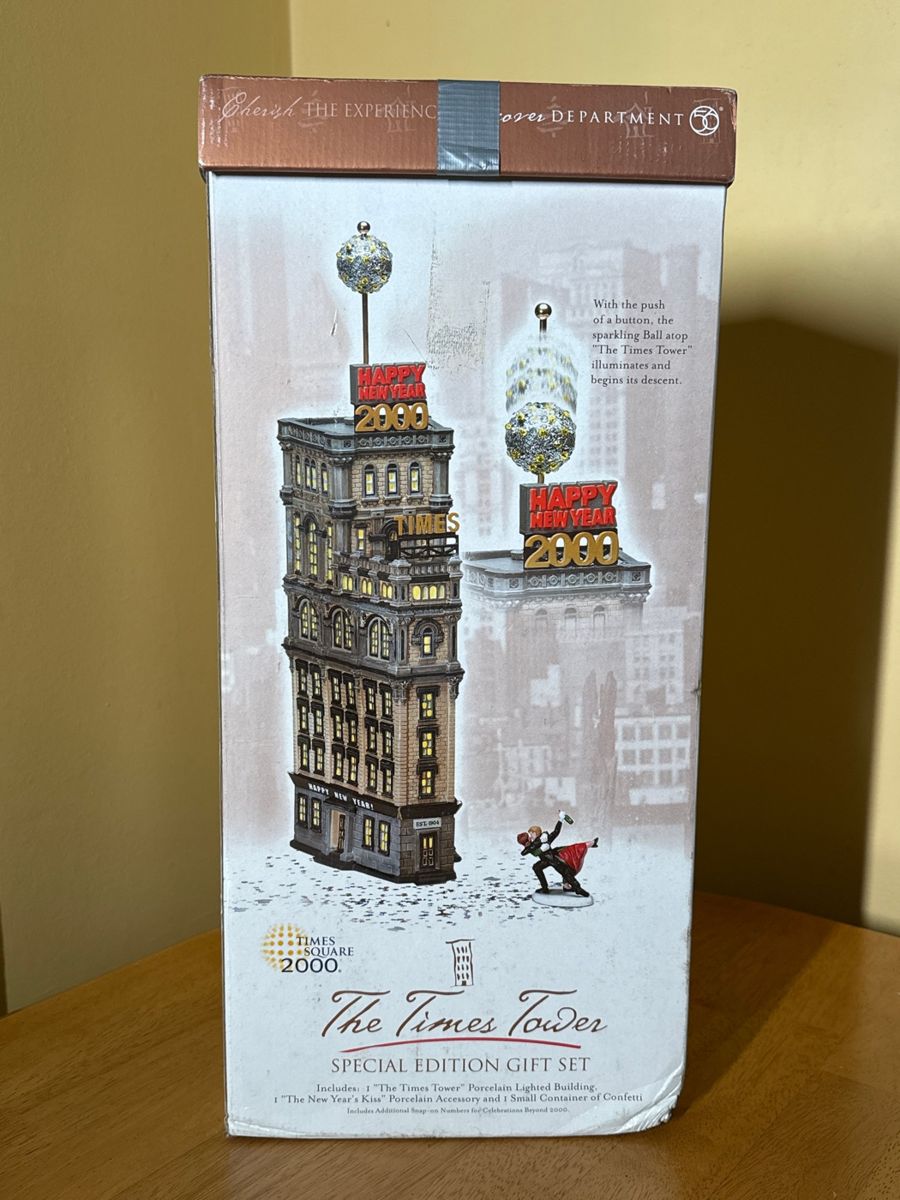 Cherish THE EXPERIENC
over DEPARTMENT 56
With the push
of a button, the
sparkling Ball atop
"The Times Tower"
illuminates and
begins its descent.
HAPPY
NEW YEAR
2000
HAPPY
NEW YEAR
2000
TIMES
HAPPY NEW YEAR!
EST. 1904
TIMES
SQUARE
2000
The Times Tower
SPECIAL EDITION GIFT SET
Includes: 1 "The Times Tower" Porcelain Lighted Building,
1 "The New Year's Kiss" Porcelain Accessory and 1 Small Container of Confetti
Includes Additional Snap-on Numbers for Celebrations Beyond 2000.